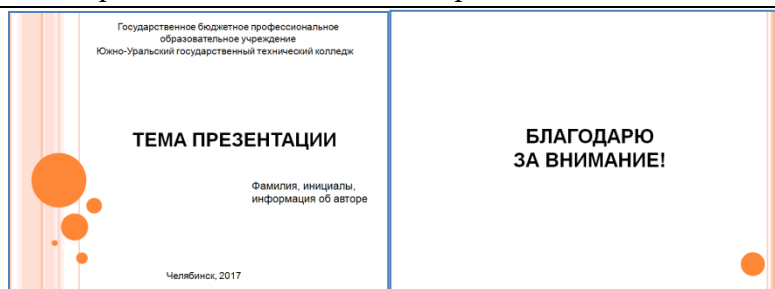 Государственное бюджетное профессиональное
образовательное учреждение
Южно-Уральский государственный технический колледж
ТЕМА ПРЕЗЕНТАЦИИ
Фамилия, инициалы,
информация об авторе
Челябинск, 2017
БЛАГОДАРЮ
ЗА ВНИМАНИЕ!